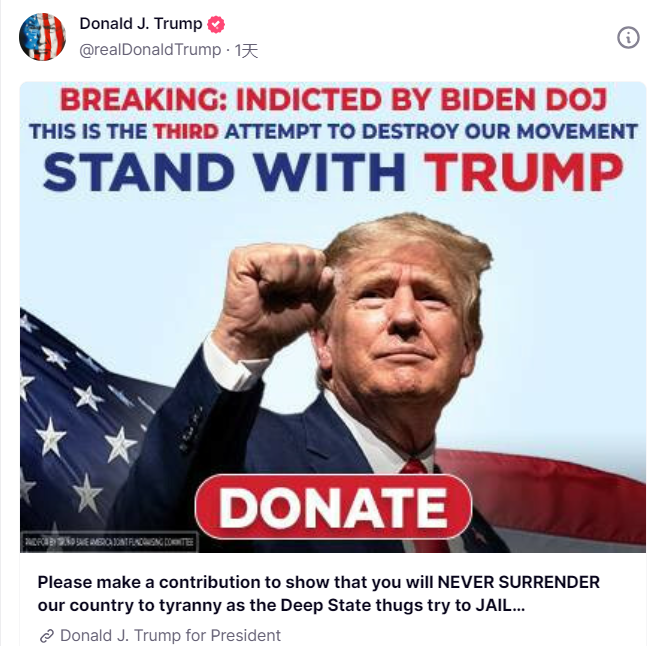 Donald J. Trump
@realDonaldTrump · 1天
BREAKING: INDICTED BY BIDEN DOJ
THIS IS THE THIRD ATTEMPT TO DESTROY OUR MOVEMENT
STAND WITH TRUMP
DONATE
PAID FOR BY TRUMP SAVE AMERICA JOINT FUNDRAISING COMMITTEE
Please make a contribution to show that you will NEVER SURRENDER
our country to tyranny as the Deep State thugs try to JAIL...
Donald J. Trump for President